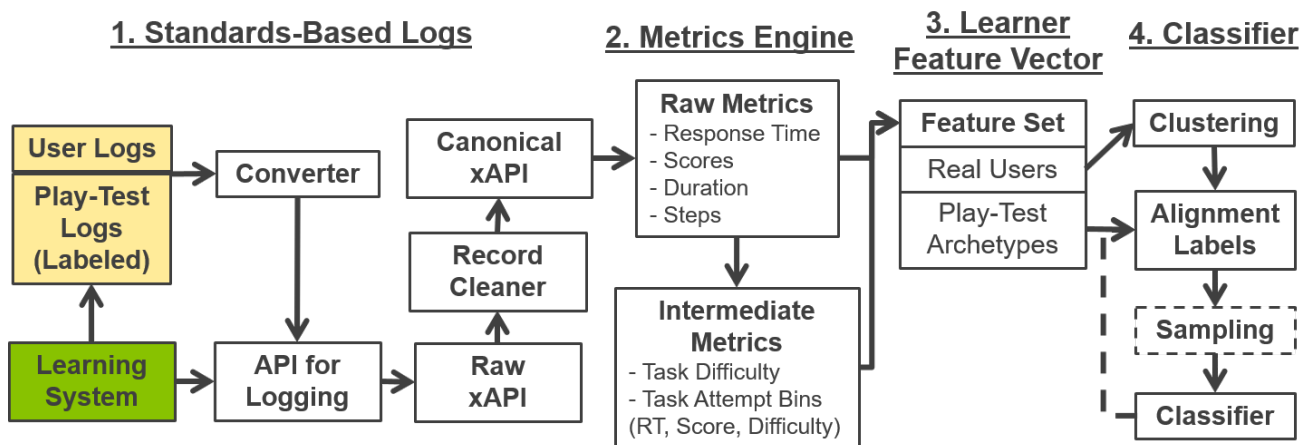 1. Standards-Based Logs
User Logs
Play-Test
Logs
(Labeled)
Learning
System
Converter
API for
Logging
Canonical
xAPI
Record
Cleaner
Raw
xAPI
2. Metrics Engine
Raw Metrics
- Response Time
- Scores
- Duration
- Steps
Intermediate
Metrics
- Task Difficulty
- Task Attempt Bins
(RT, Score, Difficulty)
3. Learner
Feature Vector
Feature Set
Real Users
Play-Test
Archetypes
4. Classifier
Clustering
Alignment
Labels
Sampling
Classifier